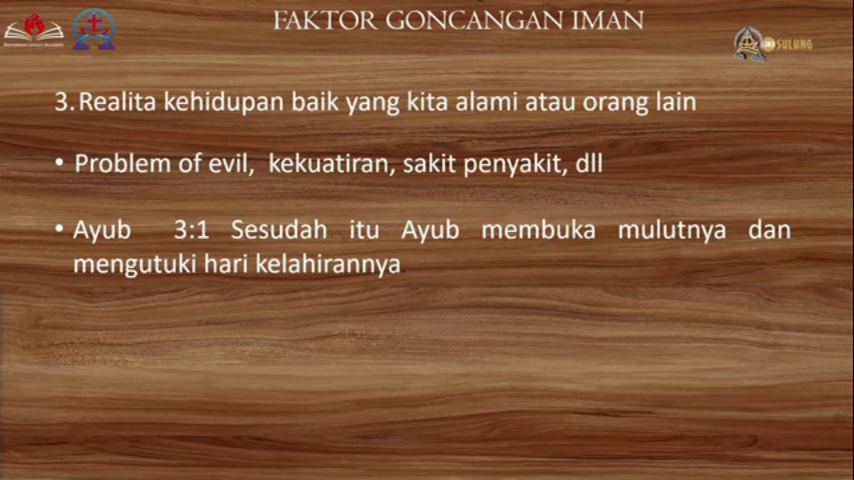 FAKTOR GONCANGAN IMAN
SULUNG
3. Realita kehidupan baik yang kita alami atau orang lain
• Problem of evil, kekuatiran, sakit penyakit, dll
• Ayub 3:1 Sesudah itu Ayub membuka mulutnya dan
mengutuki hari kelahirannya